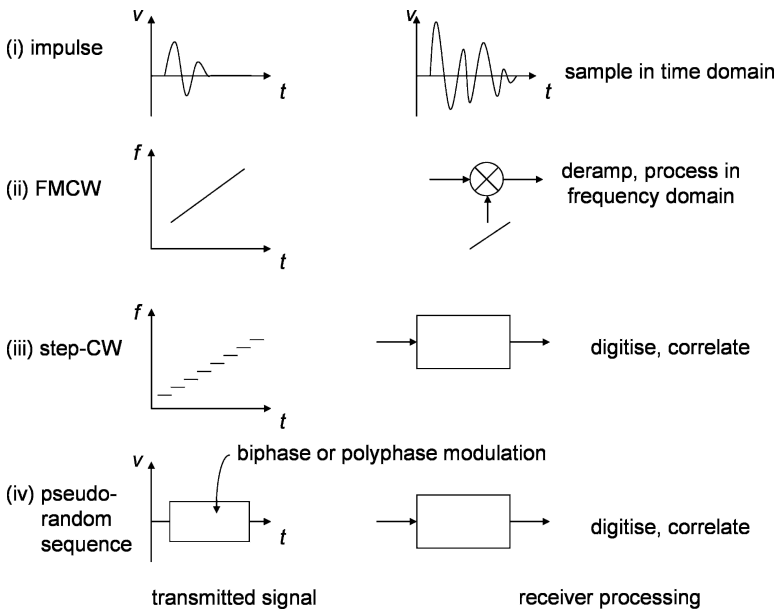 v
v
(i) impulse
t
t
sample in time domain
f
(ii) FMCW
t
deramp, process in
frequency domain
f
(iii) step-CW
t
digitise, correlate
v
biphase or polyphase modulation
(iv) pseudo-
random
sequence
t
digitise, correlate
transmitted signal
receiver processing